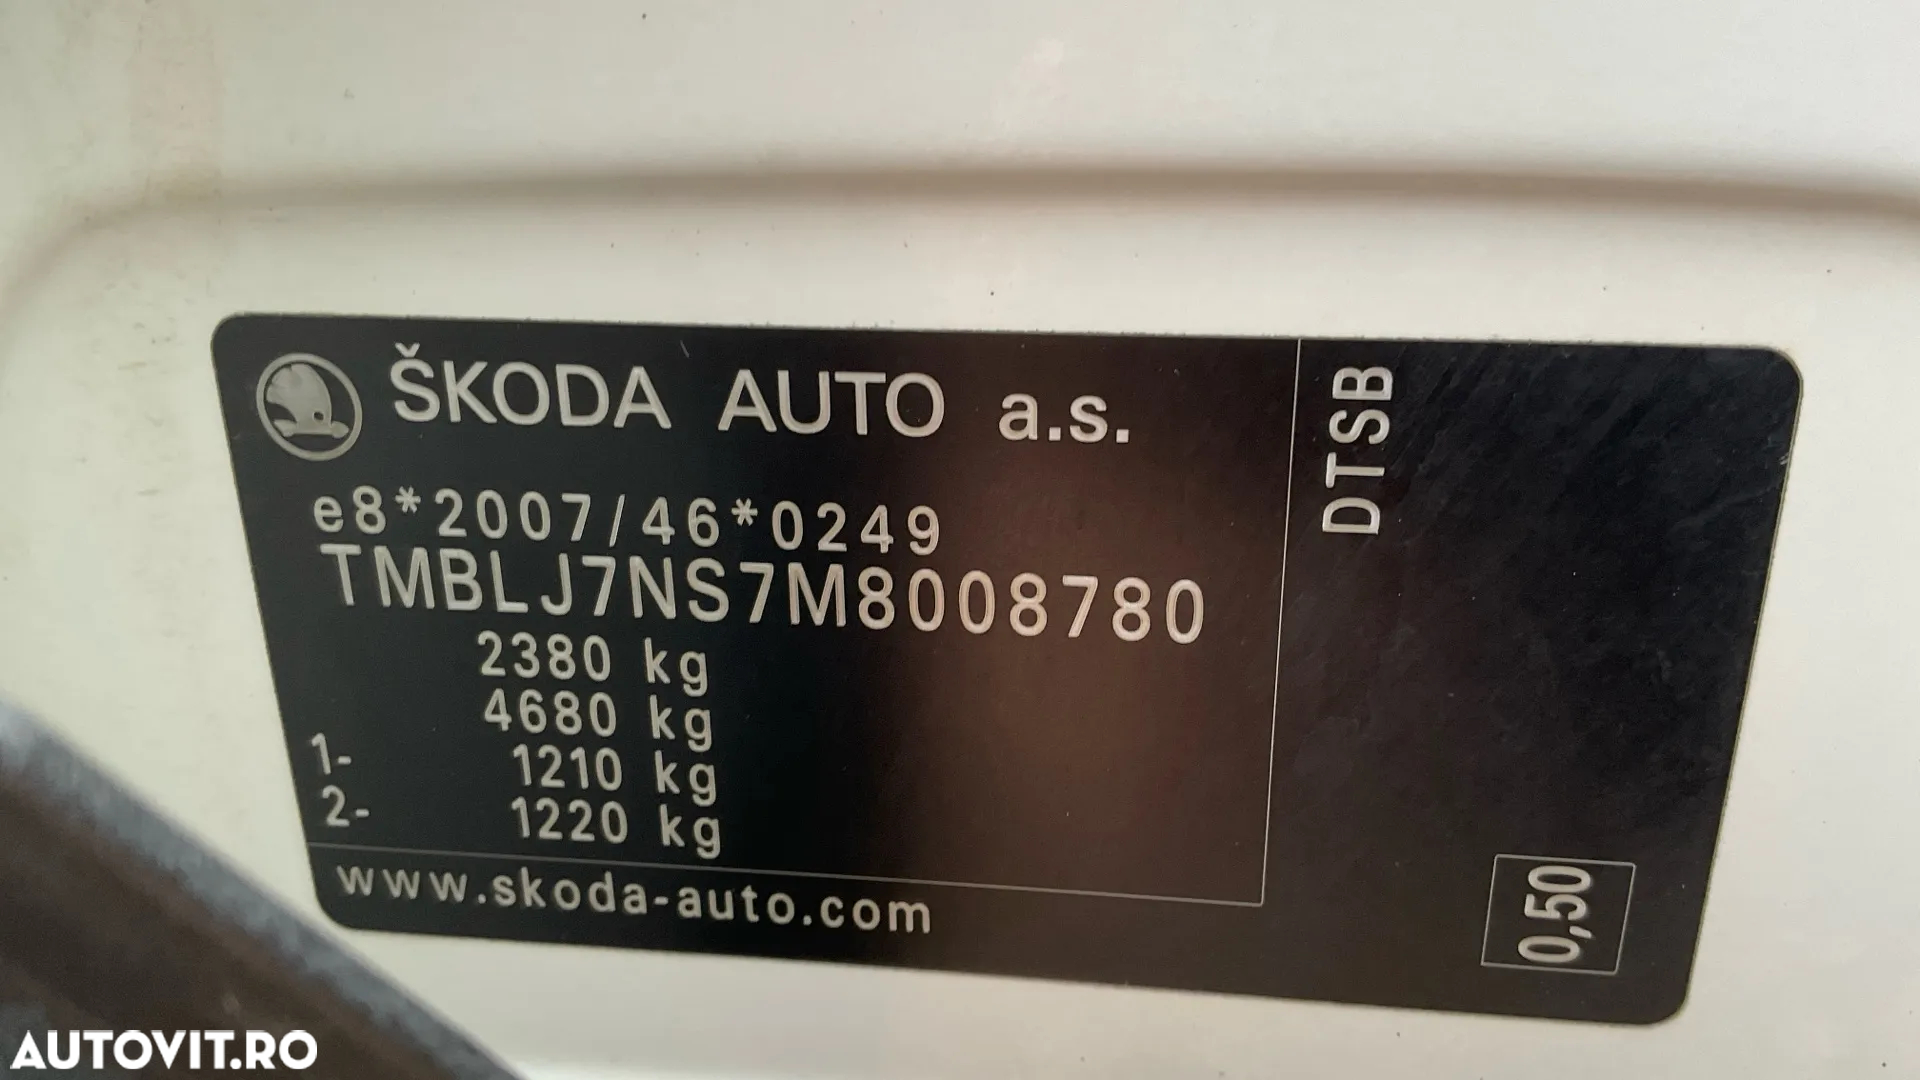 ŠKODA AUTO a.s.
e8*2007/46*0249
TMBLJ7NS7M8008780
2380 kg
4680 kg
1- 1210 kg
2- 1220 kg
www.skoda-auto.com
DTSB
0,50
AUTOVIT.RO